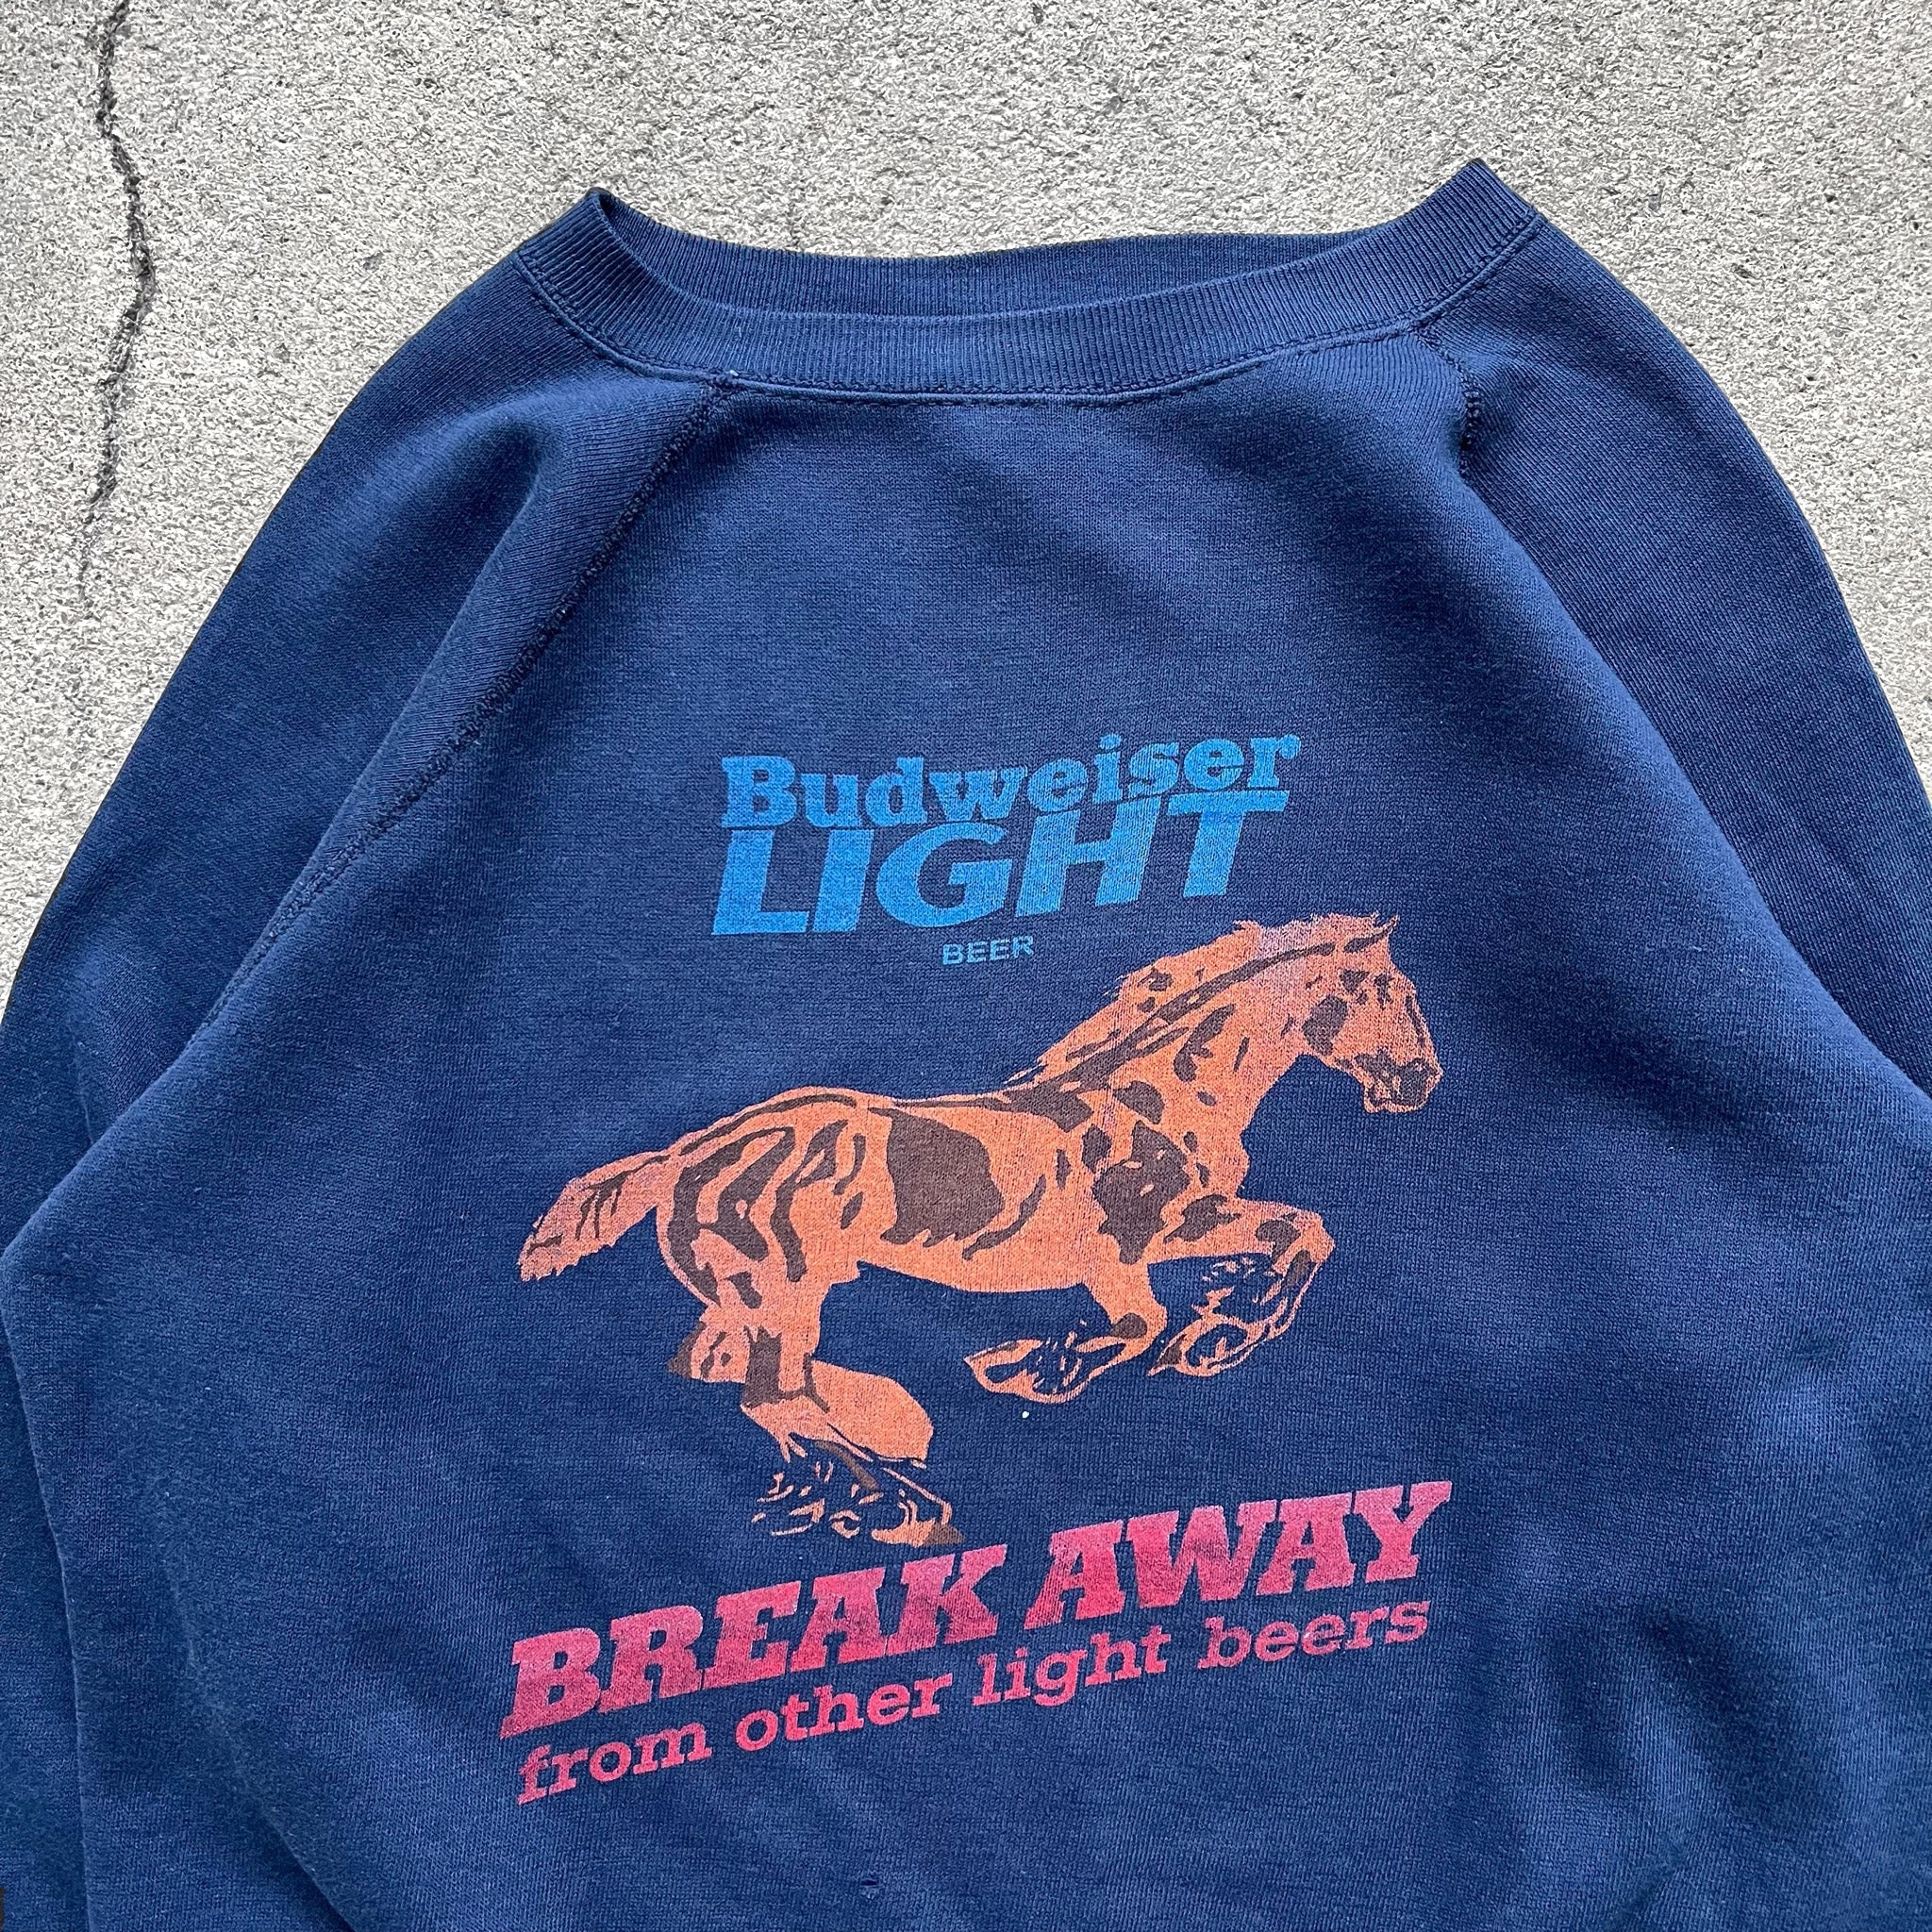 Budweiser
LIGHT
BEER
BREAK AWAY
from other light beers